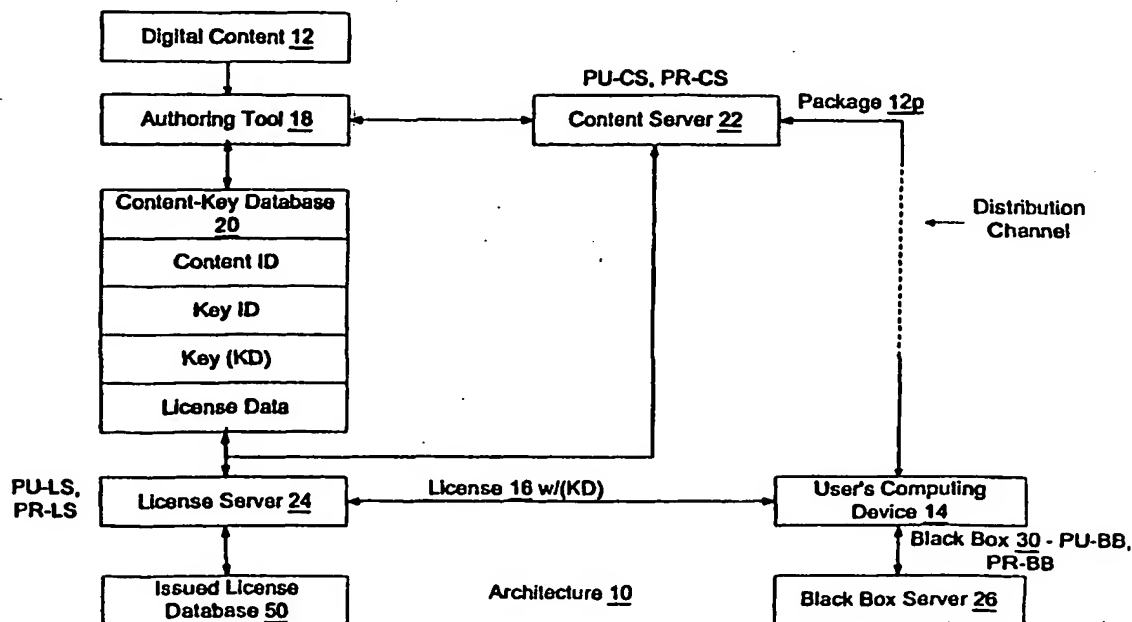 Digital Content 12
PU-CS, PR-CS
Package 12p
Authoring Tool 18
Content Server 22
Content-Key Database
20
Distribution
Channel
Content ID
Key ID
Key (KD)
License Data
PU-LS,
PR-LS
License Server 24
License 16 w/(KD)
User's Computing
Device 14
Black Box 30 - PU-BB,
PR-BB
Issued License
Database 50
Architecture 10
Black Box Server 26